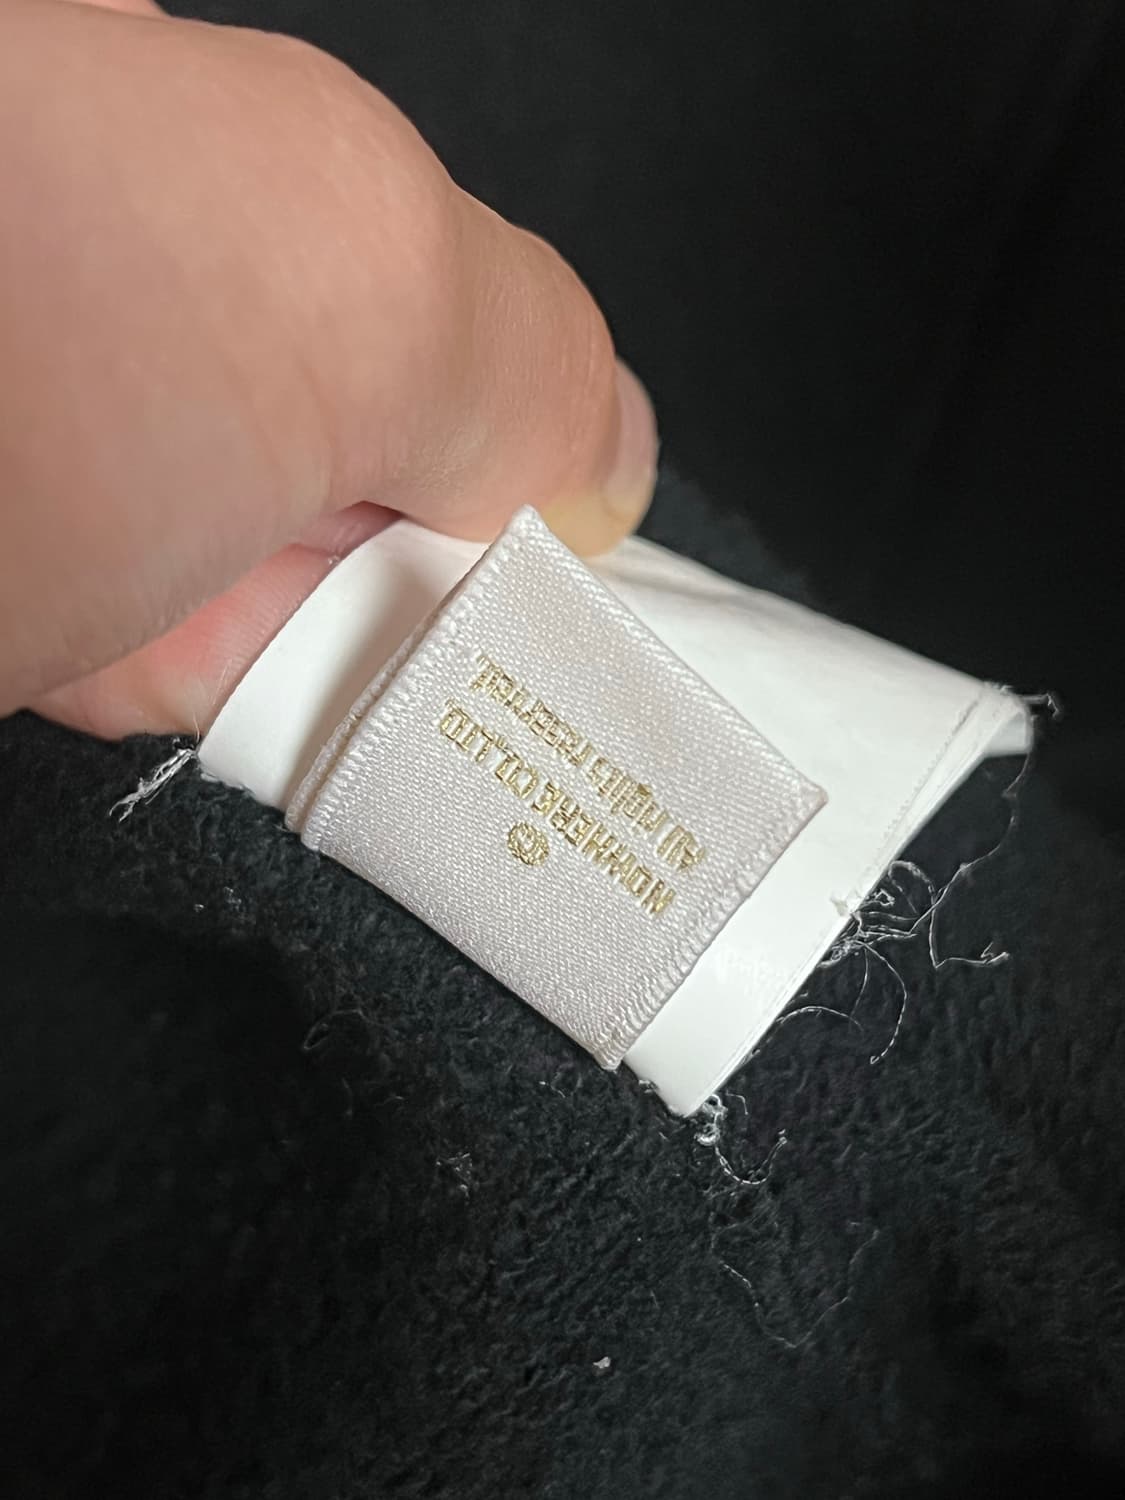 ©
NOWHERE CO.,LTD.
All rights reserved.